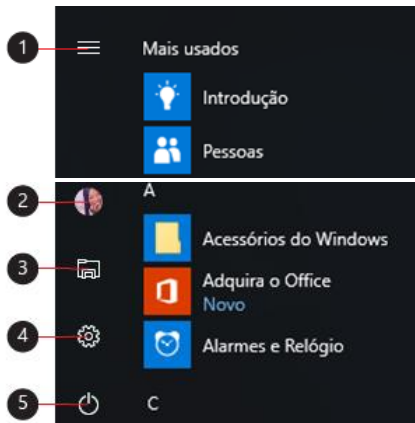 1
Mais usados
Introdução
Pessoas
2
A
Acessórios do Windows
3
Adquira o Office
Novo
4
Alarmes e Relógio
5
C